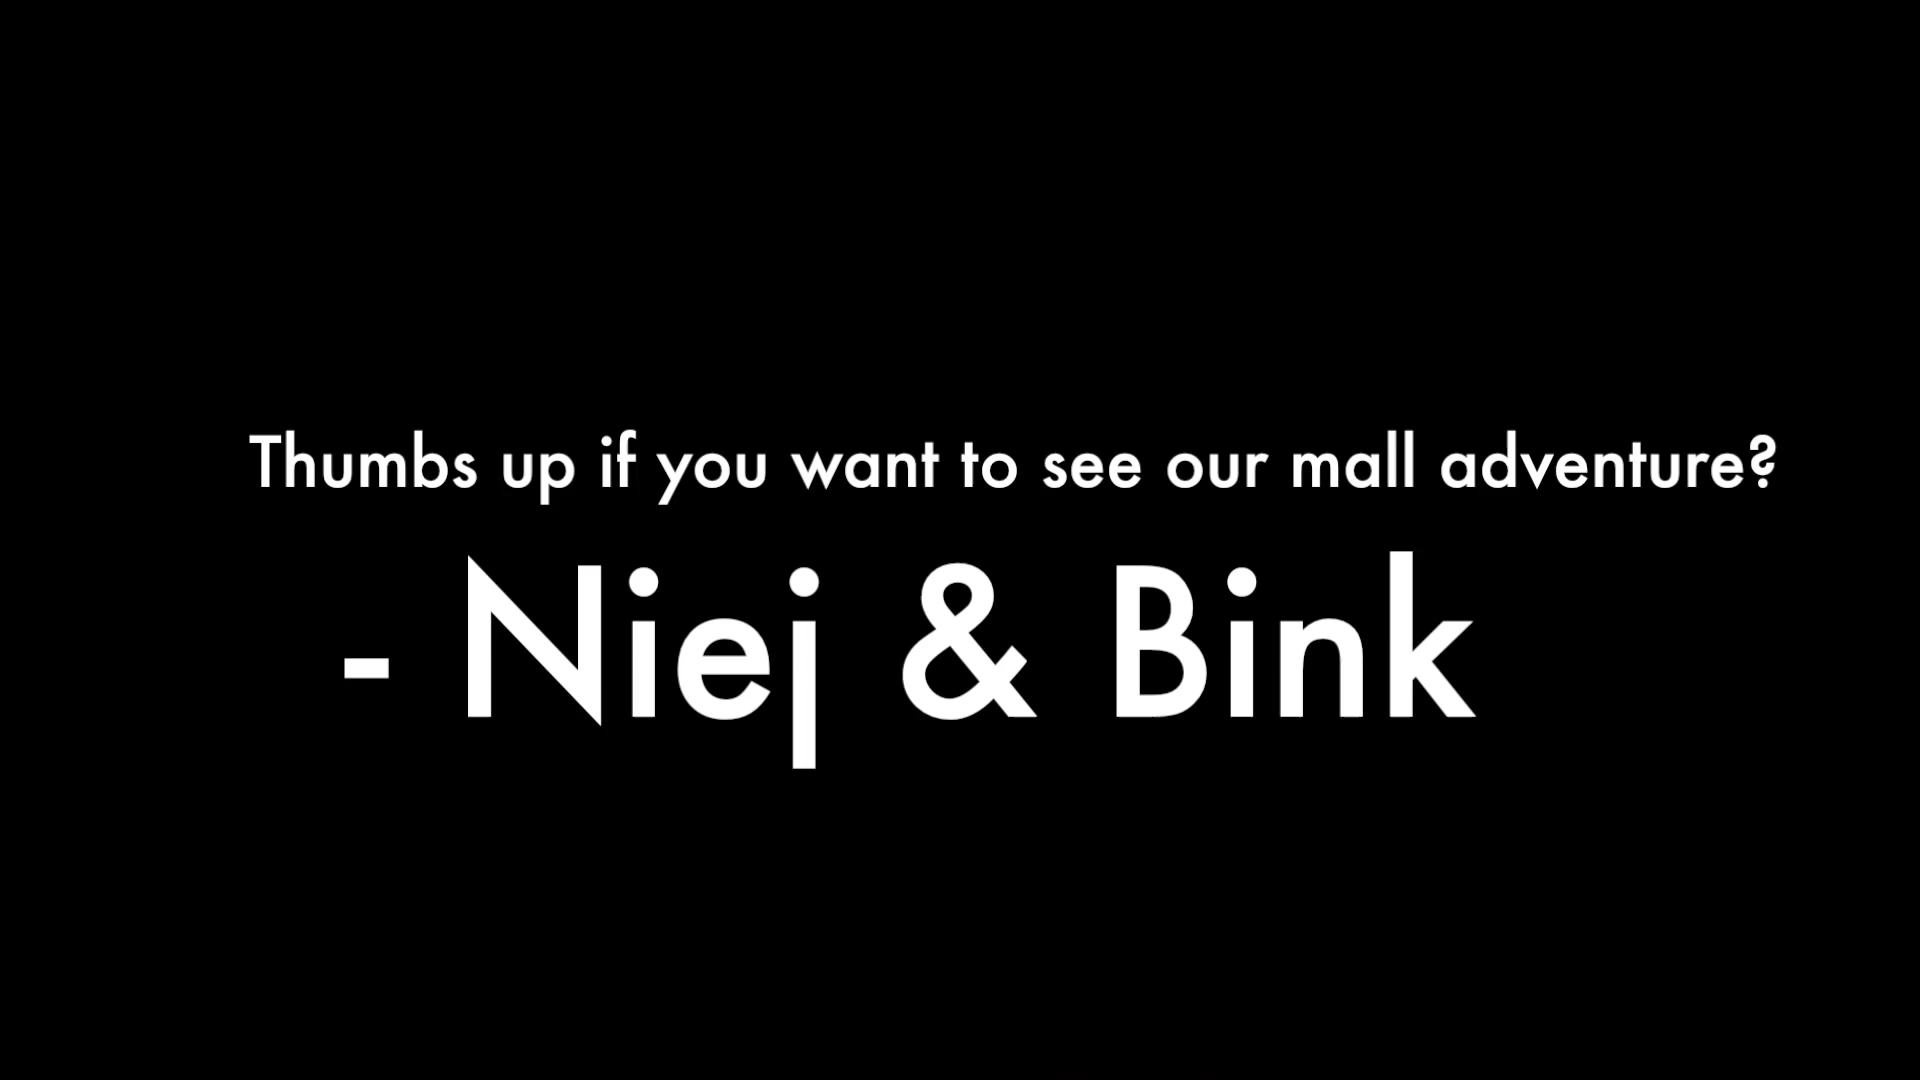 Thumbs up if you want to see our mall adventure?
- Niej & Bink